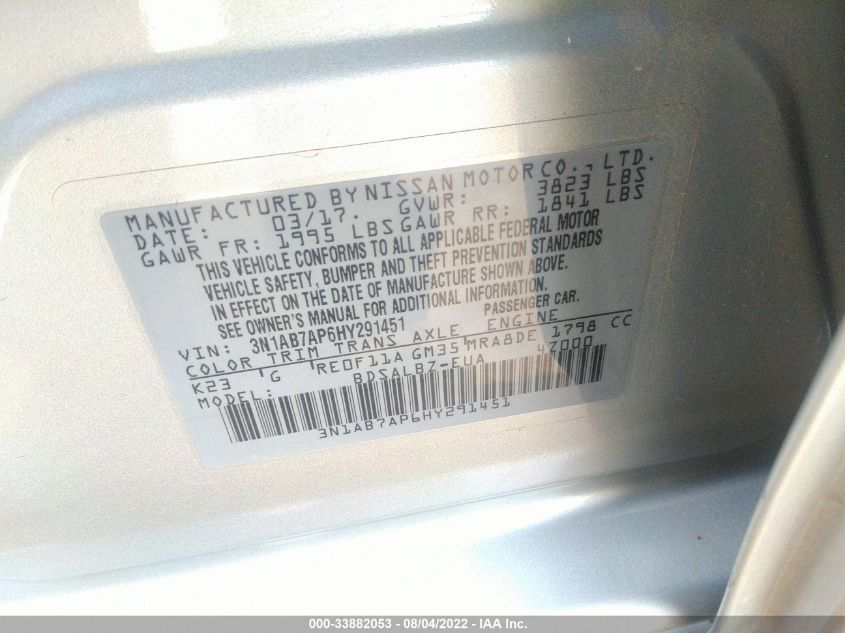 MANUFACTURED BY NISSAN MOTOR CO., LTD.
DATE: 03/17. GVWR: 3823 LBS
GAWR FR: 1995 LBS GAWR RR: 1841 LBS
THIS VEHICLE CONFORMS TO ALL APPLICABLE FEDERAL MOTOR
VEHICLE SAFETY, BUMPER AND THEFT PREVENTION STANDARDS
IN EFFECT ON THE DATE OF MANUFACTURE SHOWN ABOVE.
SEE OWNER'S MANUAL FOR ADDITIONAL INFORMATION.
VIN: 3N1AB7AP6HY291451 PASSENGER CAR.
COLOR TRIM TRANS AXLE ENGINE
K23 G RE0F11A GM35 MRA8DE 1798 CC
MODEL: BDSALB7-EUA 47000
3N1AB7AP6HY291451
000-33882053 - 08/04/2022 - IAA Inc.